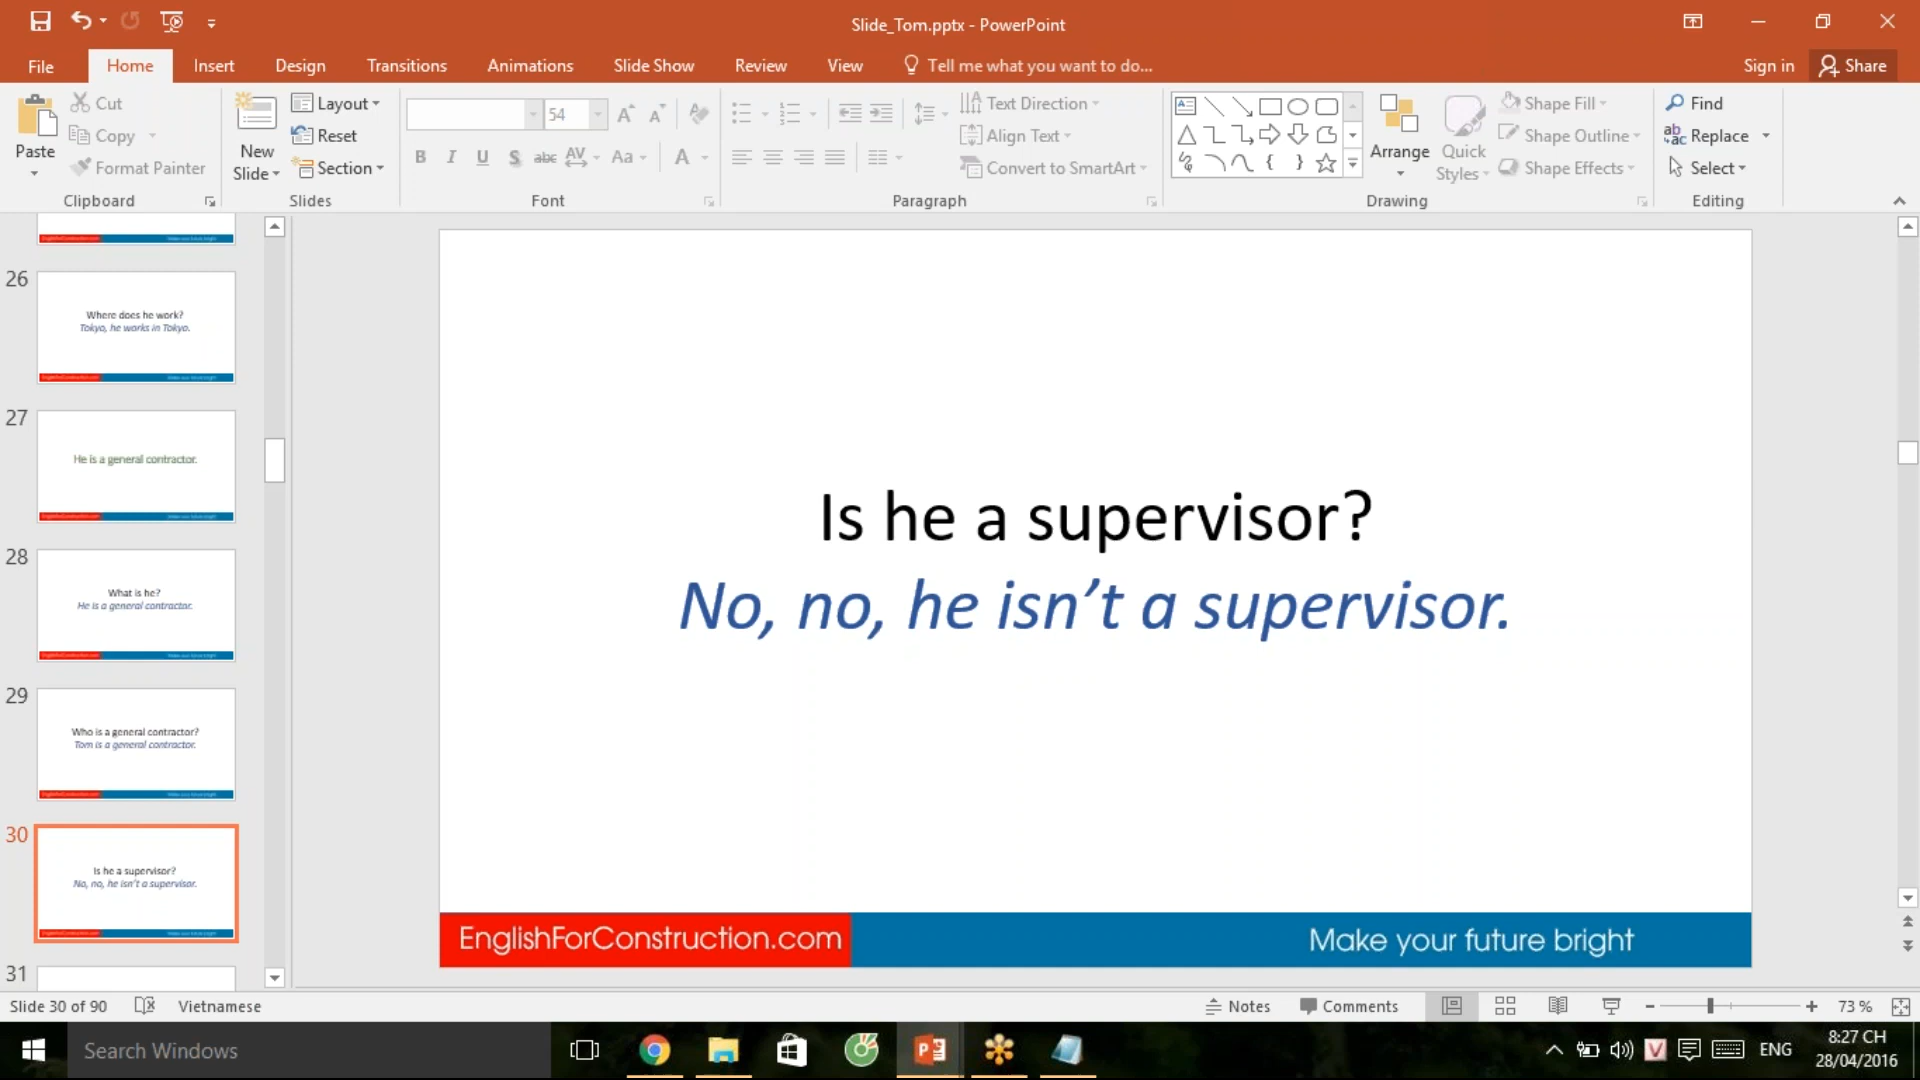 Slide_Tom.pptx - PowerPoint
File Home Insert Design Transitions Animations Slide Show Review View Tell me what you want to do... Sign in Share
Paste
Cut
Copy
Format Painter
Clipboard
New Slide
Layout
Reset
Section
Slides
54
B I U S abc AV Aa A
Font
Text Direction
Align Text
Convert to SmartArt
Paragraph
Arrange
Quick Styles
Shape Fill
Shape Outline
Shape Effects
Drawing
Find
Replace
Select
Editing
26
Where does he work?
Tokyo, he works in Tokyo.
27
He is a general contractor.
28
What is he?
He is a general contractor.
29
Who is a general contractor?
Tom is a general contractor.
30
Is he a supervisor?
No, no, he isn't a supervisor.
31
Is he a supervisor?
No, no, he isn't a supervisor.
EnglishForConstruction.com
Make your future bright
Slide 30 of 90 Vietnamese Notes Comments 73 %
Search Windows
ENG
8:27 CH
28/04/2016